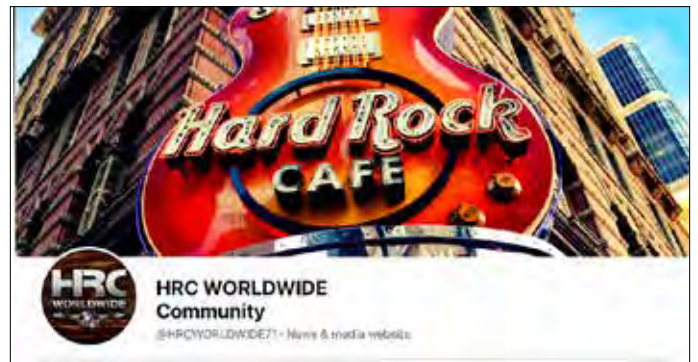 Hard Rock
CAFE
HRC
WORLDWIDE
HRC WORLDWIDE
Community
@HRCWORLDWIDE71 · News & media website